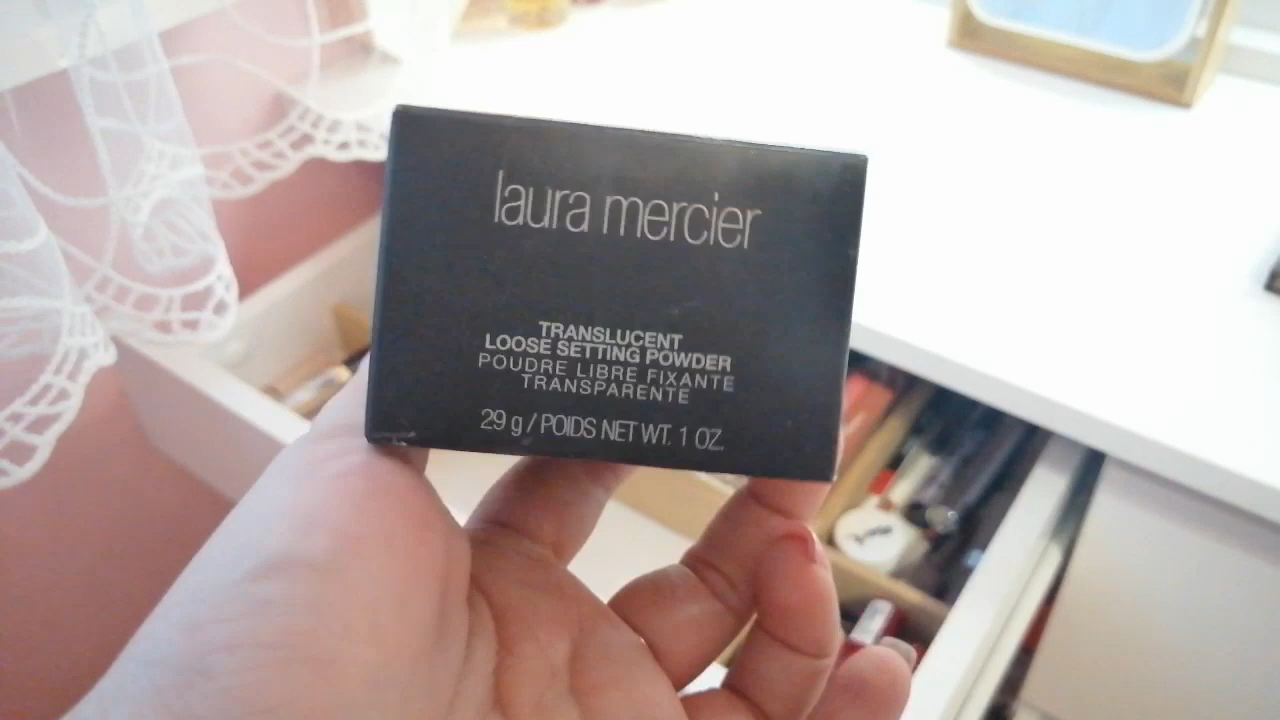 laura mercier
TRANSLUCENT
LOOSE SETTING POWDER
POUDRE LIBRE FIXANTE
TRANSPARENTE
29 g / POIDS NET WT. 1 OZ.